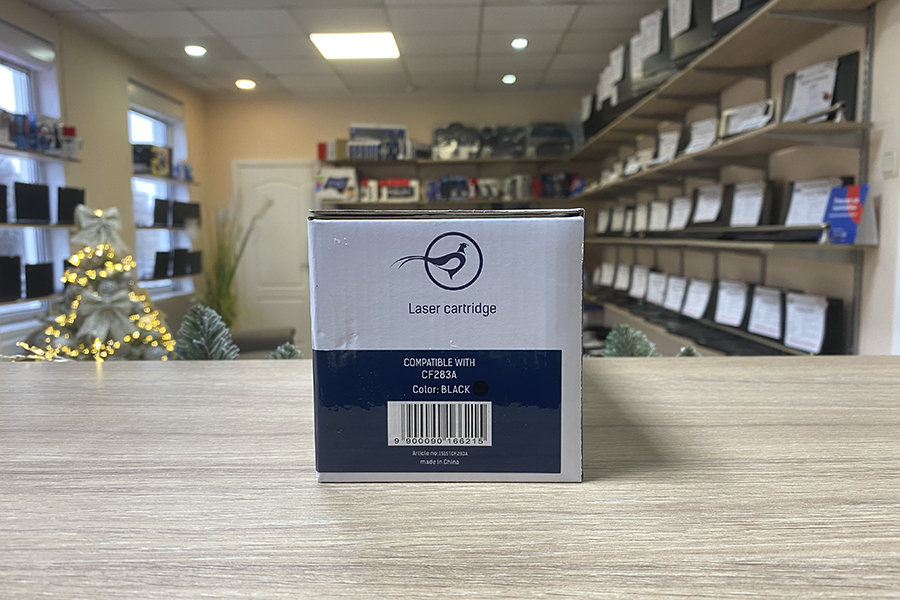 Laser cartridge
COMPATIBLE WITH
CF283A
Color: BLACK
9 900090 166215
made in China